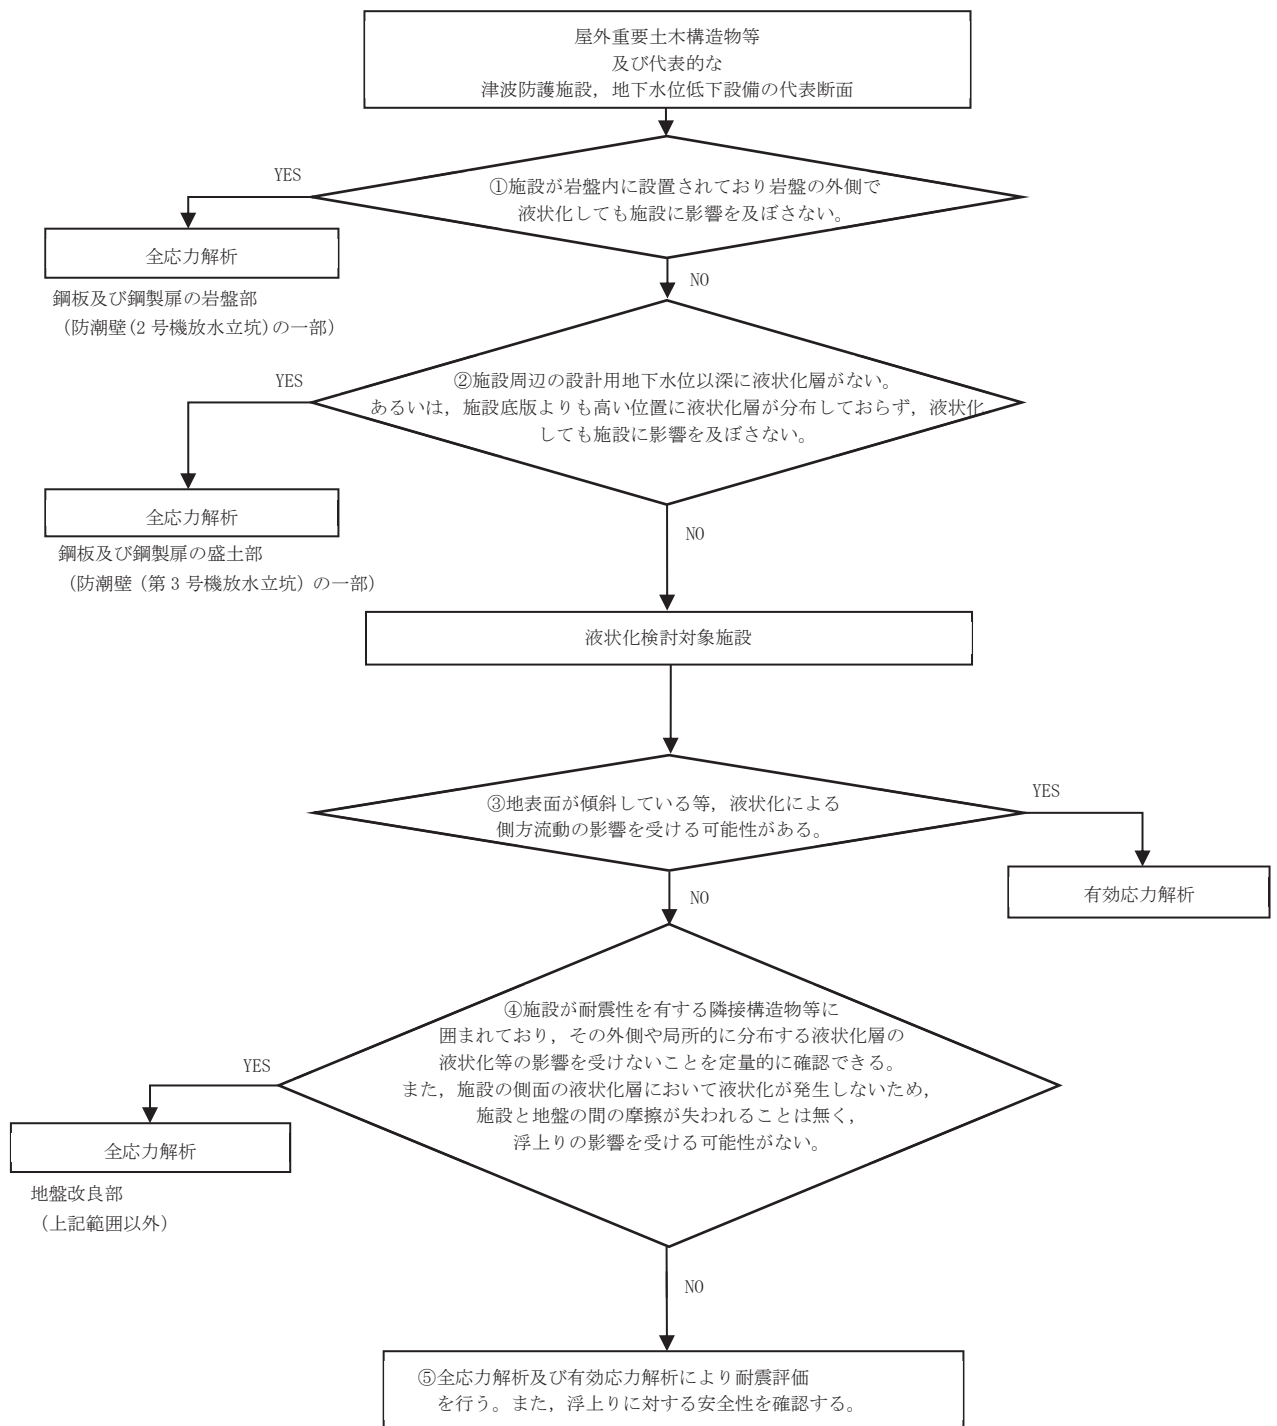 屋外重要土木構造物等
及び代表的な
津波防護施設，地下水位低下設備の代表断面
YES
①施設が岩盤内に設置されており岩盤の外側で
液状化しても施設に影響を及ぼさない。
全応力解析
鋼板及び鋼製扉の岩盤部
（防潮壁(2 号機放水立坑)の一部）
NO
YES
②施設周辺の設計用地下水位以深に液状化層がない。
あるいは，施設底版よりも高い位置に液状化層が分布しておらず，液状化
しても施設に影響を及ぼさない。
全応力解析
鋼板及び鋼製扉の盛土部
（防潮壁（第 3 号機放水立坑）の一部）
NO
液状化検討対象施設
③地表面が傾斜している等，液状化による
側方流動の影響を受ける可能性がある。
YES
有効応力解析
NO
④施設が耐震性を有する隣接構造物等に
囲まれており，その外側や局所的に分布する液状化層の
液状化等の影響を受けないことを定量的に確認できる。
また，施設の側面の液状化層において液状化が発生しないため，
施設と地盤の間の摩擦が失われることは無く，
浮上りの影響を受ける可能性がない。
YES
全応力解析
地盤改良部
（上記範囲以外）
NO
⑤全応力解析及び有効応力解析により耐震評価
を行う。また，浮上りに対する安全性を確認する。